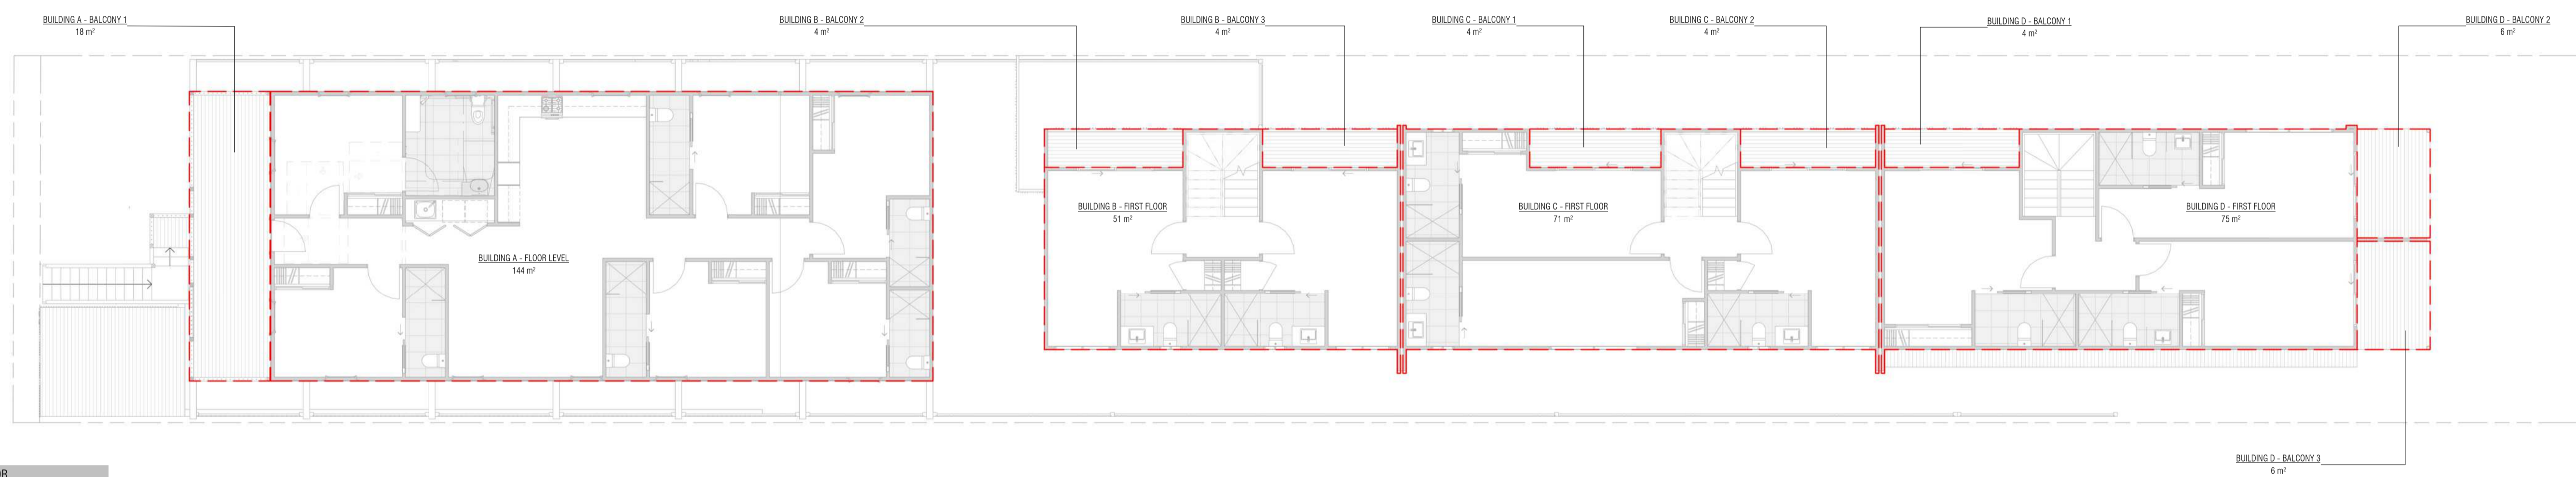 BUILDING A - BALCONY 1
18 m²
BUILDING B - BALCONY 2
4 m²
BUILDING B - BALCONY 3
4 m²
BUILDING C - BALCONY 1
4 m²
BUILDING C - BALCONY 2
4 m²
BUILDING D - BALCONY 1
4 m²
BUILDING D - BALCONY 2
6 m²
BUILDING A - FLOOR LEVEL
144 m²
BUILDING B - FIRST FLOOR
51 m²
BUILDING C - FIRST FLOOR
71 m²
BUILDING D - FIRST FLOOR
75 m²
BUILDING D - BALCONY 3
6 m²
OR